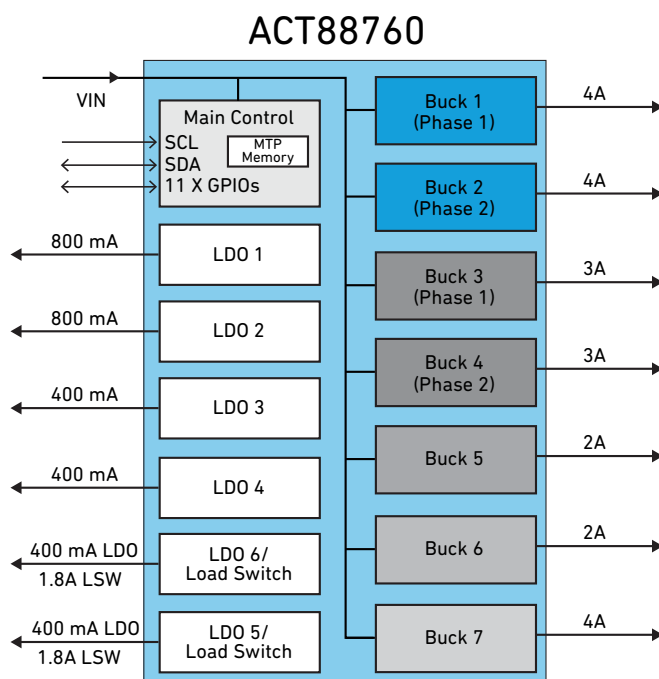 ACT88760
VIN
Main Control
MTP
Memory
SCL
SDA
11 X GPIOs
800 mA
LDO 1
800 mA
LDO 2
400 mA
LDO 3
400 mA
LDO 4
400 mA LDO
1.8A LSW
LDO 6/
Load Switch
400 mA LDO
1.8A LSW
LDO 5/
Load Switch
Buck 1
(Phase 1)
4A
Buck 2
(Phase 2)
4A
Buck 3
(Phase 1)
3A
Buck 4
(Phase 2)
3A
Buck 5
2A
Buck 6
2A
Buck 7
4A